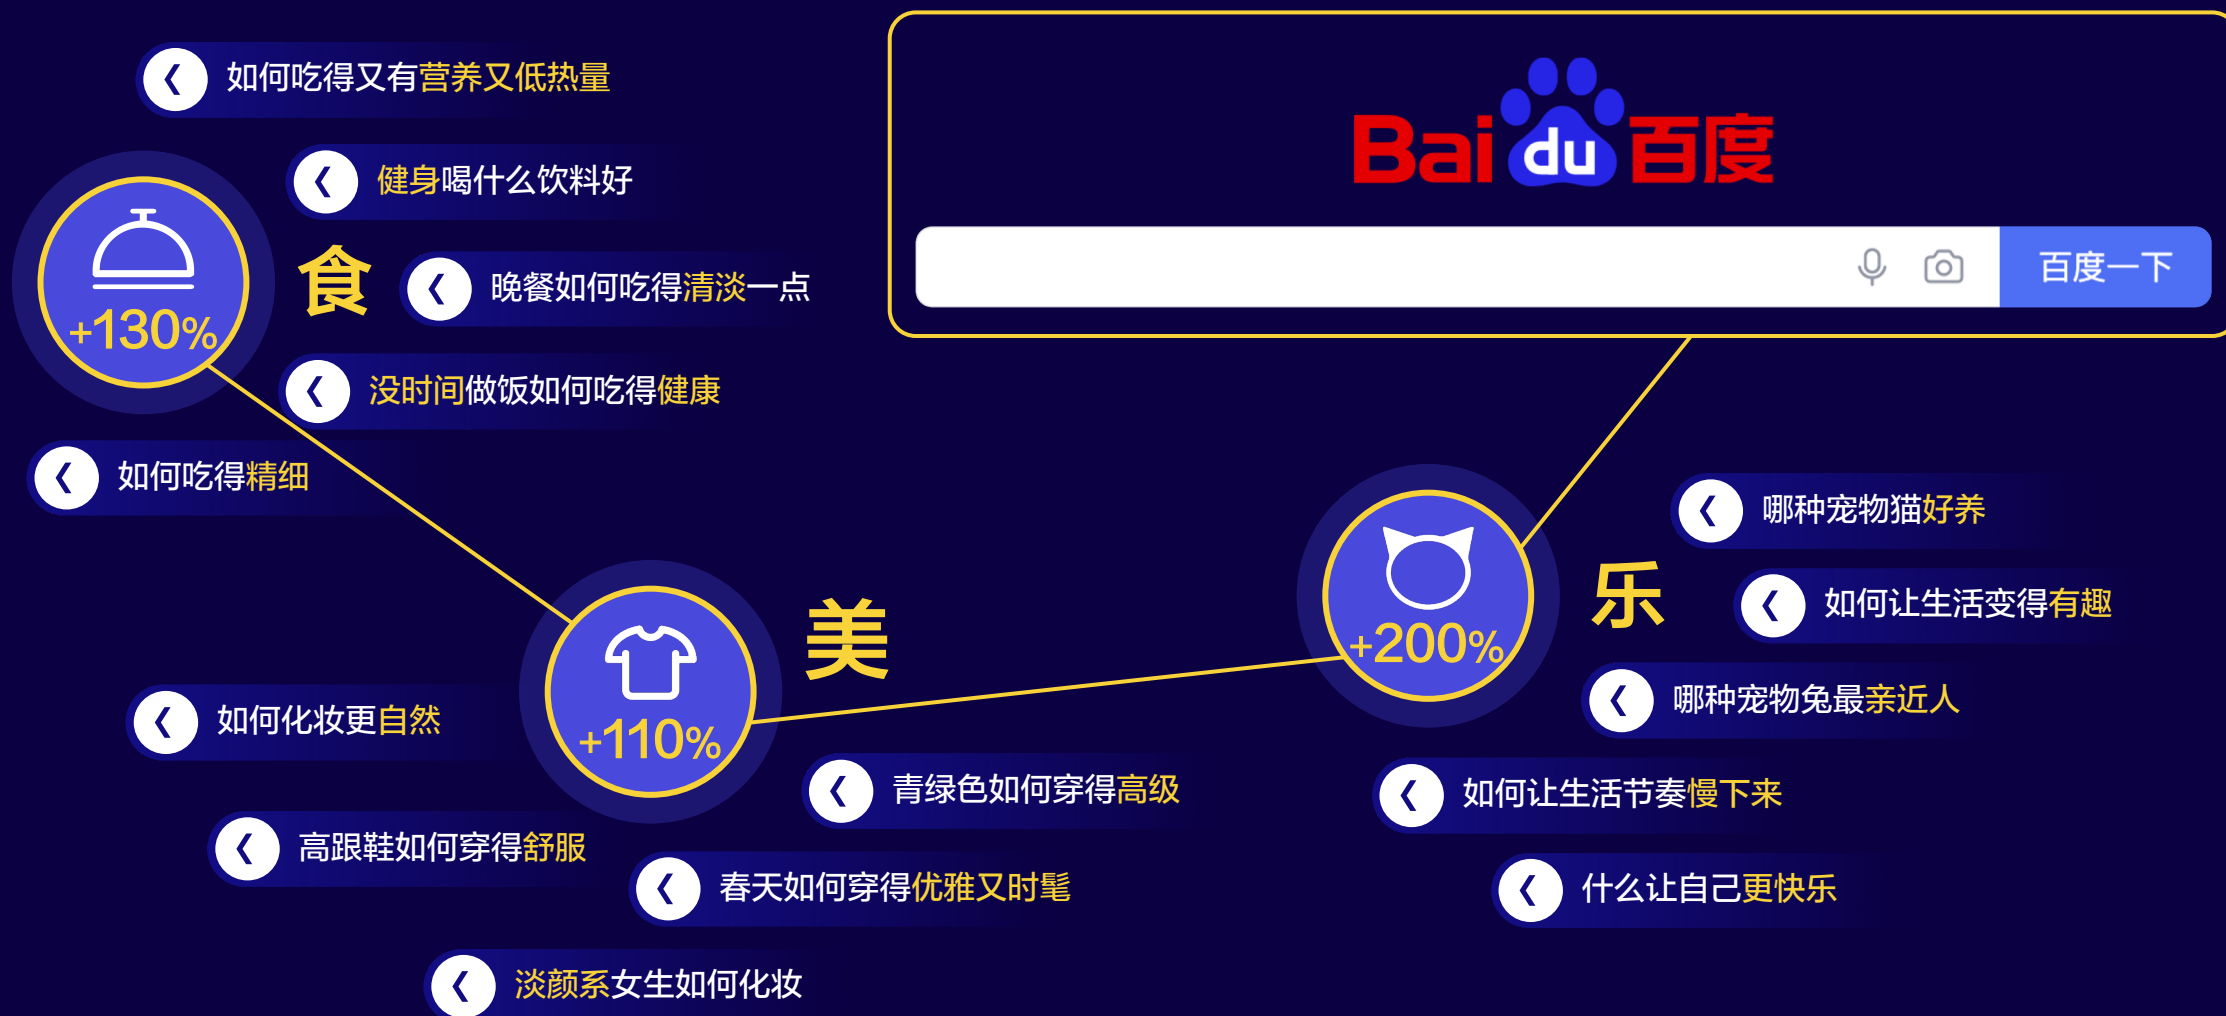 Baidu百度
百度一下
如何吃得又有营养又低热量
健身喝什么饮料好
食
晚餐如何吃得清淡一点
+130%
没时间做饭如何吃得健康
如何吃得精细
美
+110%
如何化妆更自然
青绿色如何穿得高级
高跟鞋如何穿得舒服
春天如何穿得优雅又时髦
淡颜系女生如何化妆
乐
+200%
哪种宠物猫好养
如何让生活变得有趣
哪种宠物兔最亲近人
如何让生活节奏慢下来
什么让自己更快乐